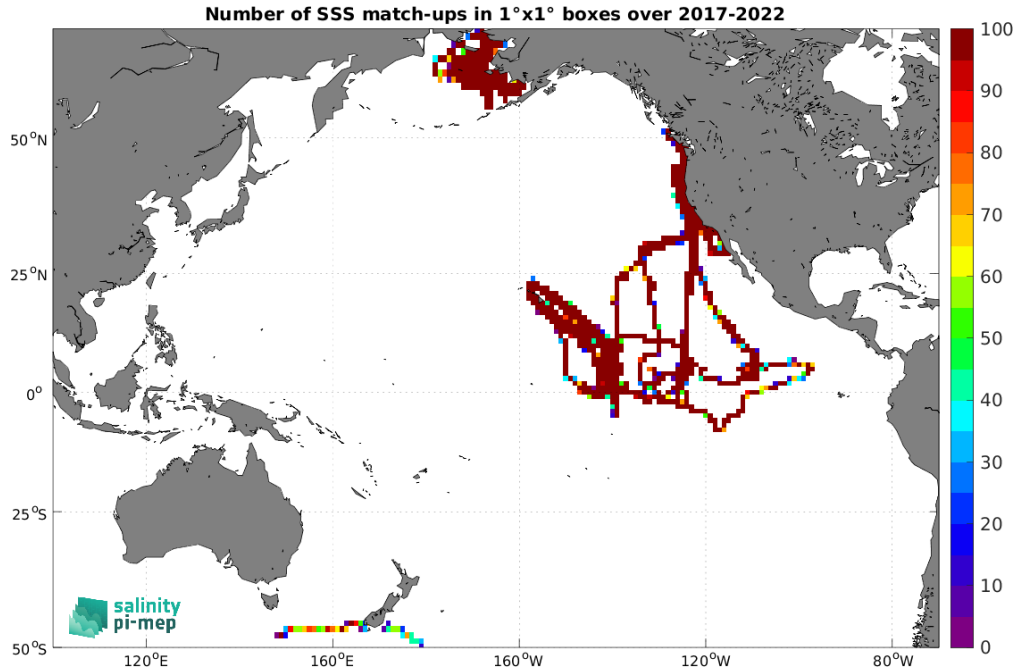 Number of SSS match-ups in 1°x1° boxes over 2017-2022
100
90
80
70
60
50
40
30
20
10
0
50°N
25°N
0°
25°S
50°S
120°E
160°E
160°W
120°W
80°W
salinity
pi-mep